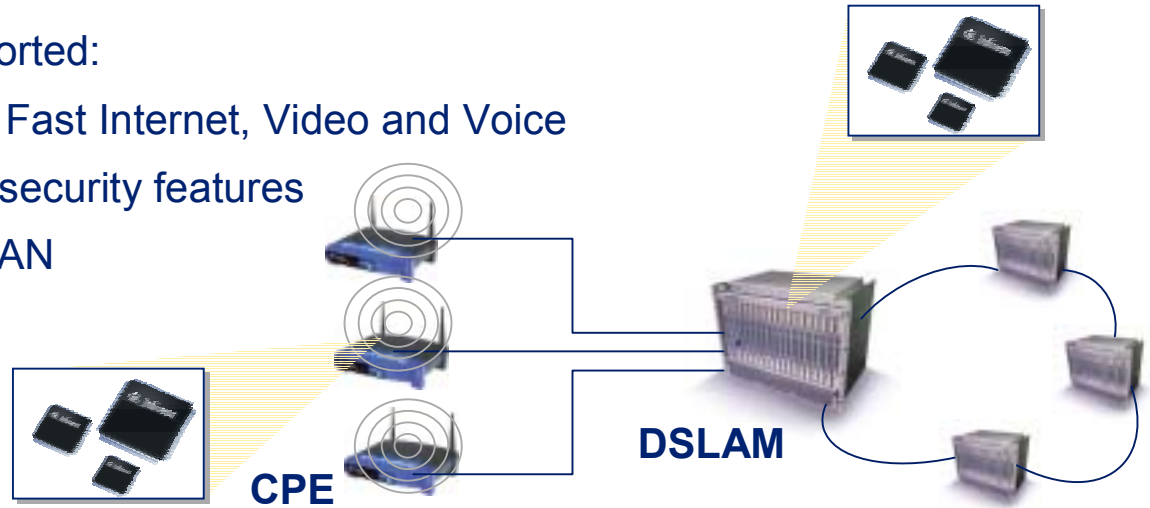 orted:
Fast Internet, Video and Voice
security features
AN
DSLAM
CPE